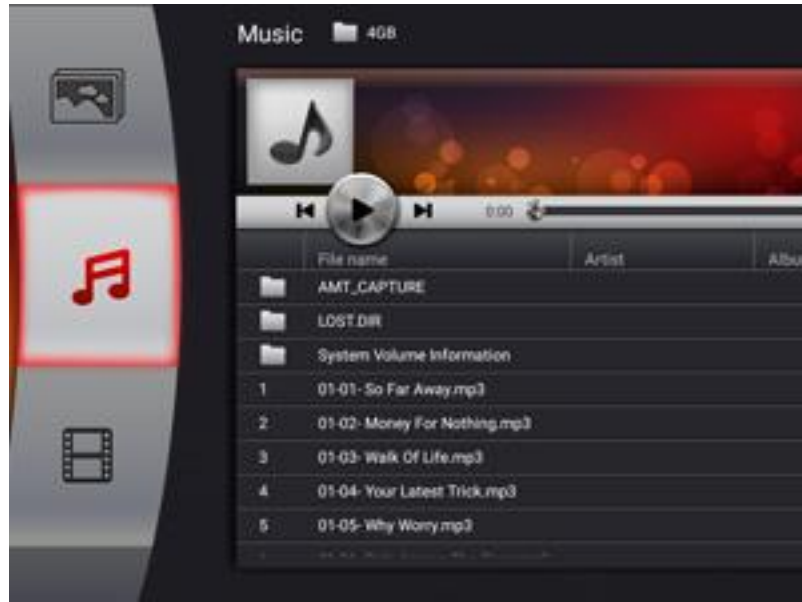 Music 4GB
0:00
File name Artist Albu
AMT_CAPTURE
LOST.DIR
System Volume Information
1 01-01- So Far Away.mp3
2 01-02- Money For Nothing.mp3
3 01-03- Walk Of Life.mp3
4 01-04- Your Latest Trick.mp3
5 01-05- Why Worry.mp3